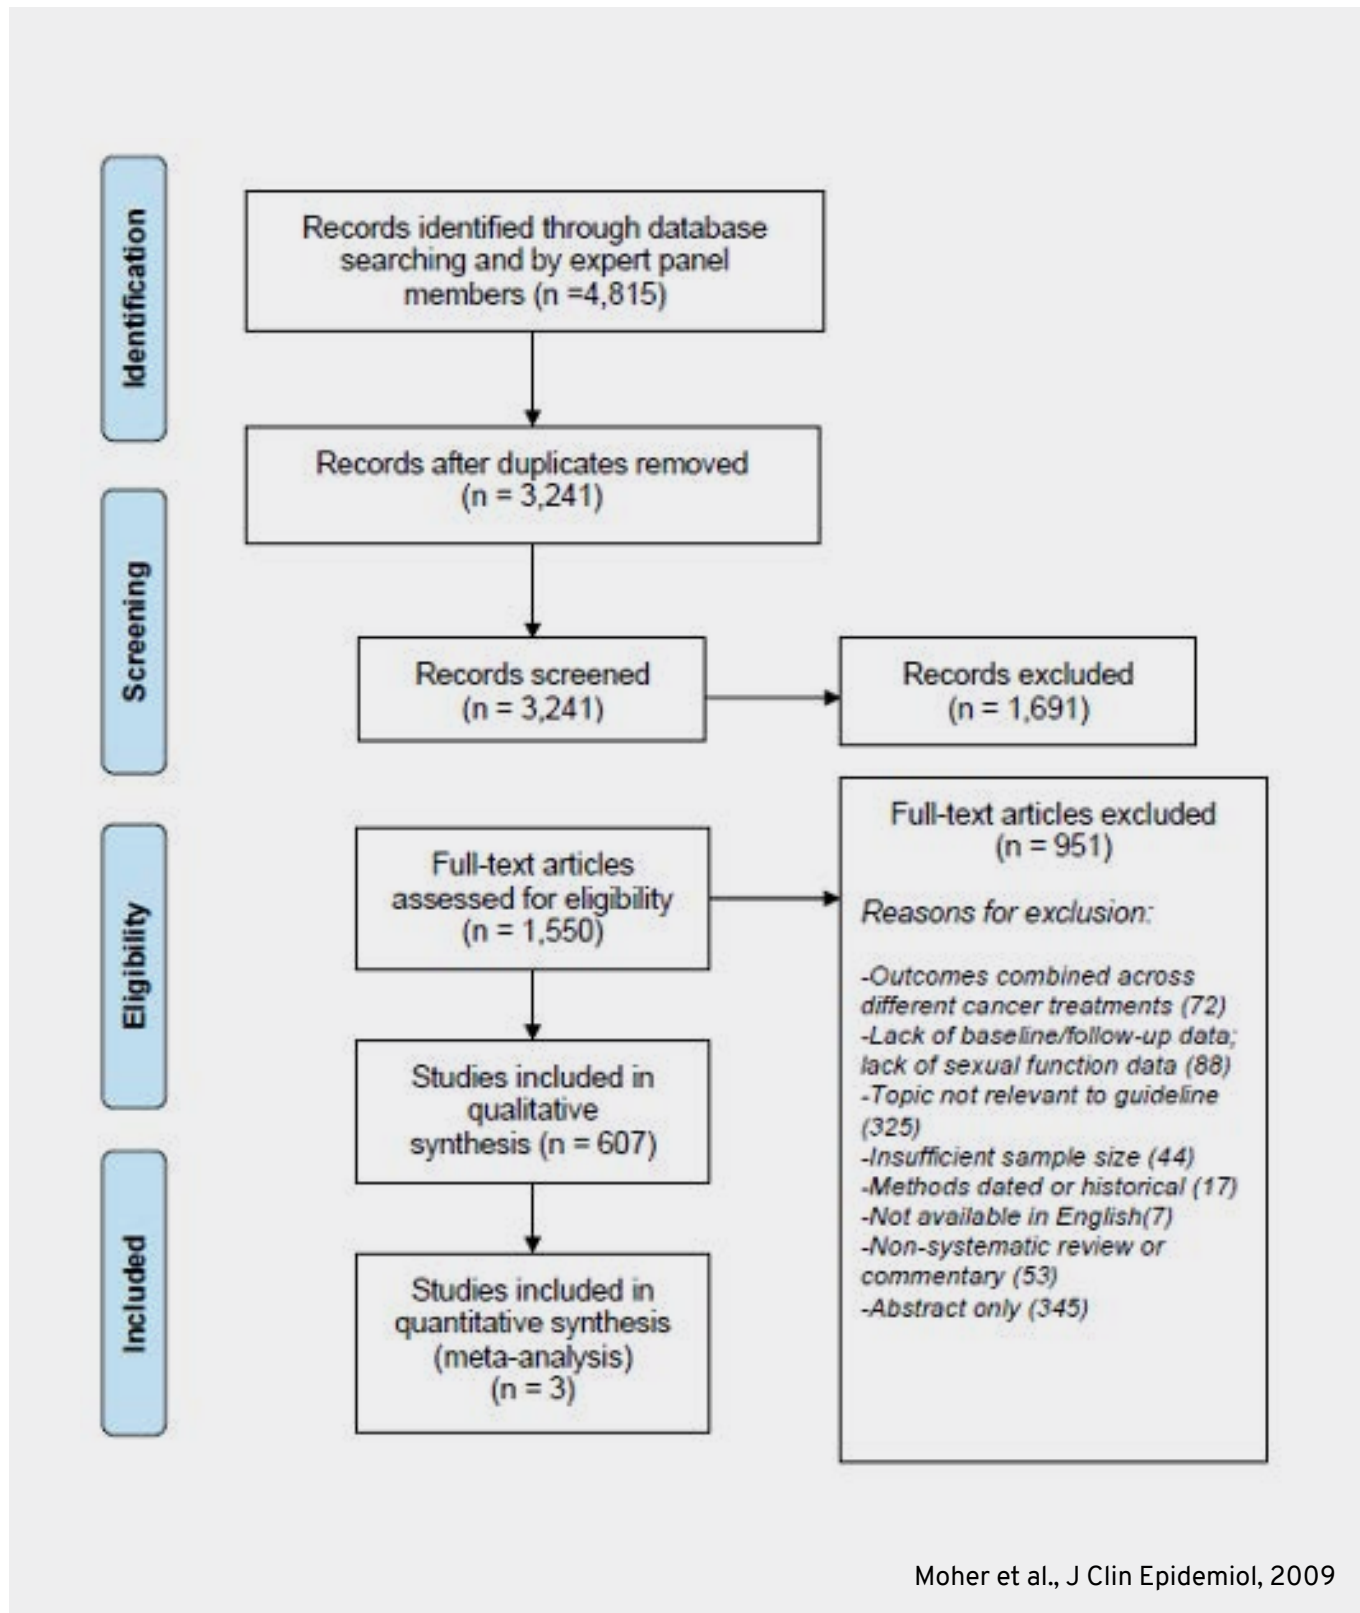 Identification
Records identified through database
searching and by expert panel
members (n =4,815)
Records after duplicates removed
(n = 3,241)
Screening
Records screened
(n = 3,241)
Records excluded
(n = 1,691)
Eligibility
Full-text articles
assessed for eligibility
(n = 1,550)
Full-text articles excluded
(n = 951)
Reasons for exclusion:
-Outcomes combined across
different cancer treatments (72)
-Lack of baseline/follow-up data;
lack of sexual function data (88)
-Topic not relevant to guideline
(325)
-Insufficient sample size (44)
-Methods dated or historical (17)
-Not available in English(7)
-Non-systematic review or
commentary (53)
-Abstract only (345)
Studies included in
qualitative
synthesis (n = 607)
Included
Studies included in
quantitative synthesis
(meta-analysis)
(n = 3)
Moher et al., J Clin Epidemiol, 2009